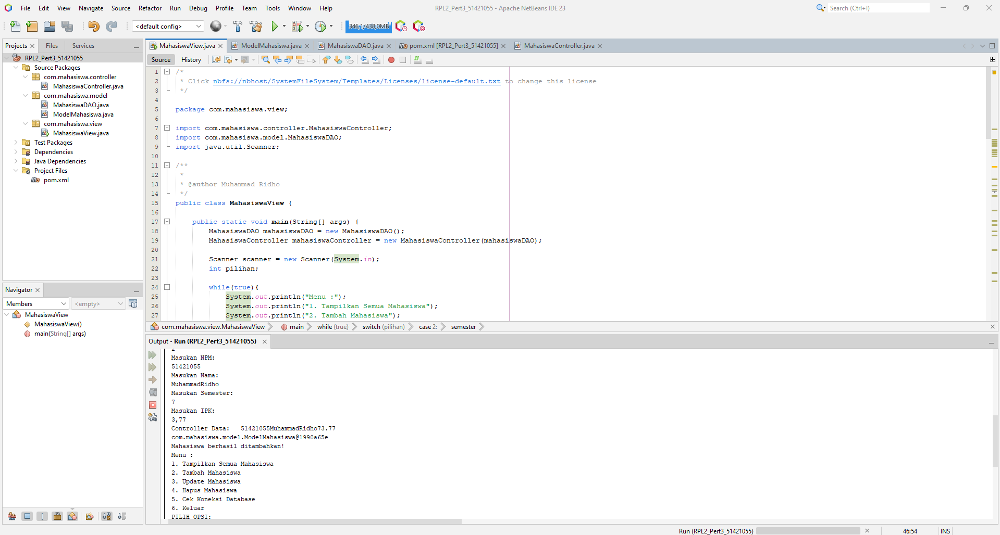 File Edit View Navigate Source Refactor Run Debug Profile Team Tools Window Help
RPL2_Pert3_51421055 - Apache NetBeans IDE 23
Search (Ctrl+I)
<default config>
346,1/438,0MB
Projects Files Services
RPL2_Pert3_51421055
Source Packages
com.mahasiswa.controller
MahasiswaController.java
com.mahasiswa.model
MahasiswaDAO.java
ModelMahasiswa.java
com.mahasiswa.view
MahasiswaView.java
Test Packages
Dependencies
Java Dependencies
Project Files
pom.xml
Navigator
Members <empty>
MahasiswaView
MahasiswaView()
main(String[] args)
MahasiswaView.java ModelMahasiswa.java MahasiswaDAO.java pom.xml [RPL2_Pert3_51421055] MahasiswaController.java
Source History
1 /*
2 * Click nbfs://nbhost/SystemFileSystem/Templates/Licenses/license-default.txt to change this license
3 */
4
5 package com.mahasiswa.view;
6
7 import com.mahasiswa.controller.MahasiswaController;
8 import com.mahasiswa.model.MahasiswaDAO;
9 import java.util.Scanner;
10
11 /**
12 *
13 * @author Muhammad Ridho
14 */
15 public class MahasiswaView {
16
17 public static void main(String[] args) {
18 MahasiswaDAO mahasiswaDAO = new MahasiswaDAO();
19 MahasiswaController mahasiswaController = new MahasiswaController(mahasiswaDAO);
20
21 Scanner scanner = new Scanner(System.in);
22 int pilihan;
23
24 while(true){
25 System.out.println("Menu :");
26 System.out.println("1. Tampilkan Semua Mahasiswa");
27 System.out.println("2. Tambah Mahasiswa");
com.mahasiswa.view.MahasiswaView main while (true) switch (pilihan) case 2: semester
Output - Run (RPL2_Pert3_51421055)
2
Masukan NPM:
51421055
Masukan Nama:
MuhammadRidho
Masukan Semester:
7
Masukan IPK:
3,77
Controller Data: 51421055MuhammadRidho73.77
com.mahasiswa.model.ModelMahasiswa@1990a65e
Mahasiswa berhasil ditambahkan!
Menu :
1. Tampilkan Semua Mahasiswa
2. Tambah Mahasiswa
3. Update Mahasiswa
4. Hapus Mahasiswa
5. Cek Koneksi Database
6. Keluar
PILIH OPSI:
Run (RPL2_Pert3_51421055) 46:54 INS